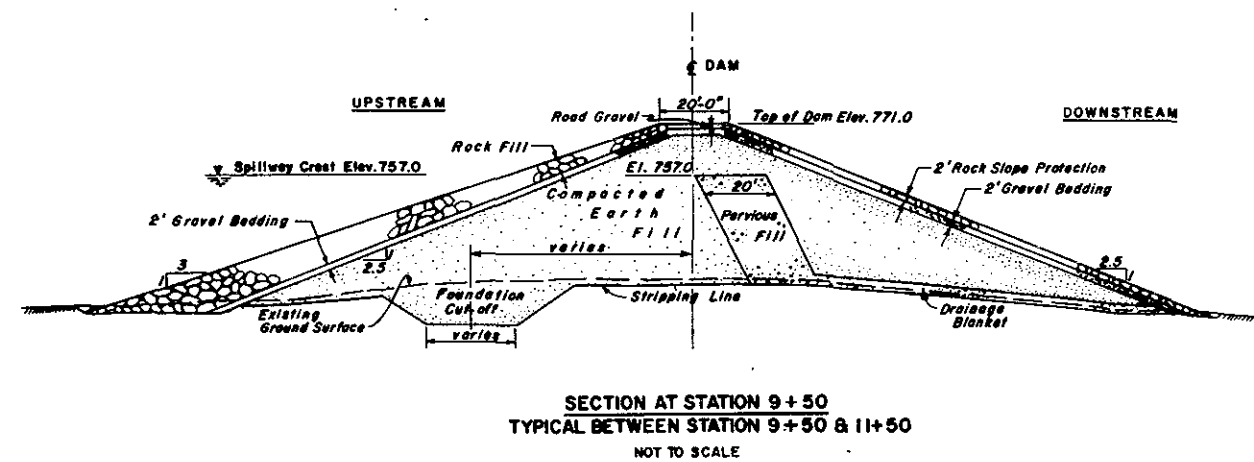 ℄ DAM
UPSTREAM
DOWNSTREAM
20'-0"
Road Gravel
Top of Dam Elev. 771.0
Rock Fill
Spillway Crest Elev. 757.0
El. 757.0
2' Rock Slope Protection
2' Gravel Bedding
20'
Compacted
Earth
Fill
Pervious
Fill
2' Gravel Bedding
varies
2.5
1
3
1
2.5
1
Foundation
Cut-off
Stripping Line
Existing
Ground Surface
Drainage
Blanket
varies
SECTION AT STATION 9+50
TYPICAL BETWEEN STATION 9+50 & 11+50
NOT TO SCALE